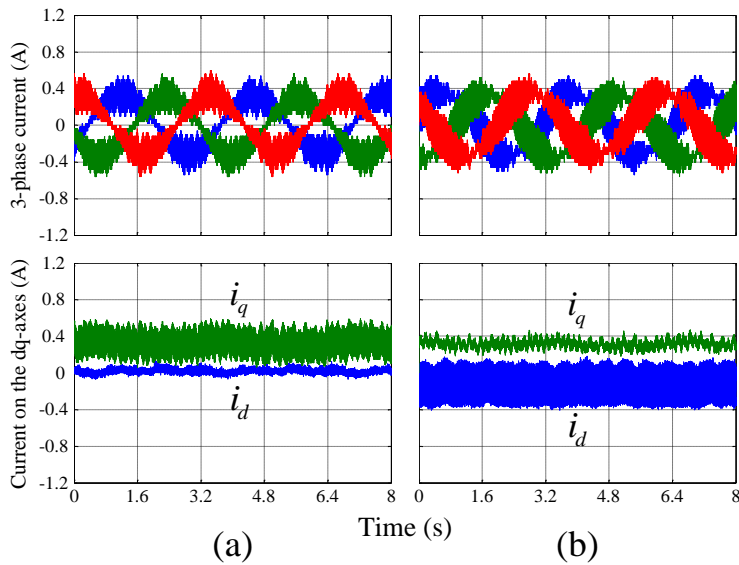 3-phase current (A)
1.2
0.8
0.4
0
-0.4
-0.8
-1.2
Current on the dq-axes (A)
1.2
0.8
0.4
0
-0.4
-0.8
-1.2
i_q
i_d
i_q
i_d
0 1.6 3.2 4.8 6.4 8
0 1.6 3.2 4.8 6.4 8
Time (s)
(a) (b)